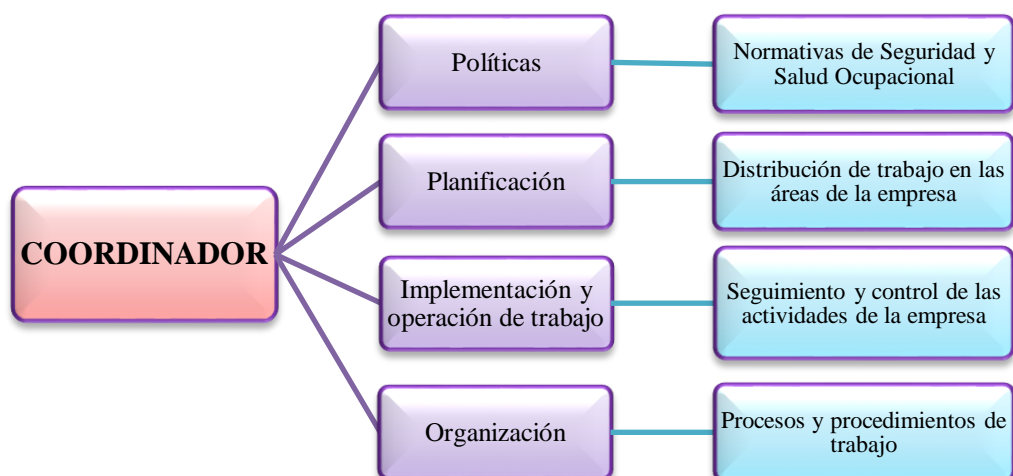 COORDINADOR
Políticas
Normativas de Seguridad y
Salud Ocupacional
Planificación
Distribución de trabajo en las
áreas de la empresa
Implementación y
operación de trabajo
Seguimiento y control de las
actividades de la empresa
Organización
Procesos y procedimientos de
trabajo